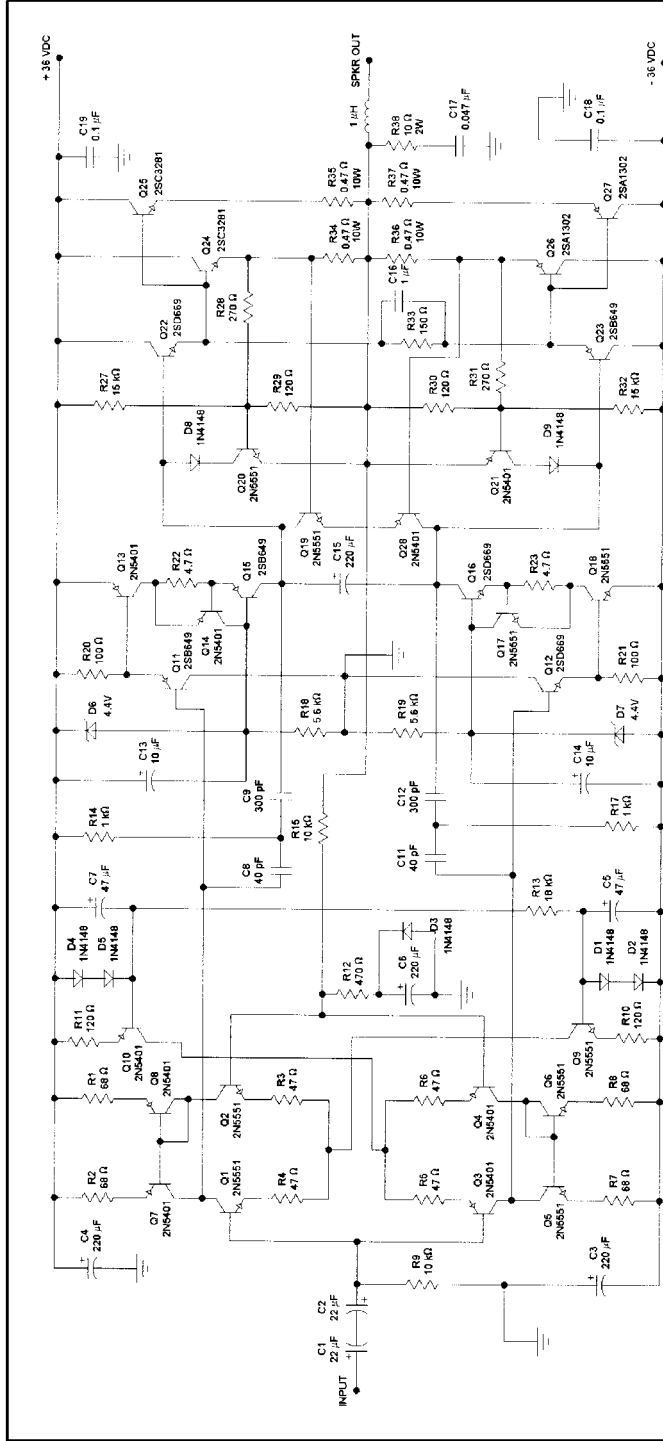 INPUT
C1
22 µF
C2
22 µF
R9
10 kΩ
C3
220 µF
C4
220 µF
R2
68 Ω
Q7
2N5401
Q1
2N5551
R4
47 Ω
R5
47 Ω
Q3
2N5401
Q5
2N5551
R7
68 Ω
R1
68 Ω
Q8
2N5401
Q2
2N5551
R3
47 Ω
R6
47 Ω
Q4
2N5401
Q6
2N5551
R8
68 Ω
R11
120 Ω
Q10
2N5401
Q9
2N5551
R10
120 Ω
D4
1N4148
D5
1N4148
D1
1N4148
D2
1N4148
C7
47 µF
R12
470 Ω
C6
220 µF
D3
1N4148
R13
18 kΩ
C5
47 µF
R14
1 kΩ
C8
40 pF
C9
300 pF
R15
10 kΩ
C11
40 pF
C12
300 pF
R17
1 kΩ
C13
10 µF
C14
10 µF
D6
4.4V
R18
5.6 kΩ
R19
5.6 kΩ
D7
4.4V
R20
100 Ω
Q11
2SB649
Q12
2SD669
R21
100 Ω
Q13
2N5401
R22
4.7 Ω
Q14
2N5401
Q15
2SB649
Q16
2SD669
Q17
2N5551
R23
4.7 Ω
Q18
2N5551
Q19
2N5551
C15
220 µF
Q28
2N5401
D8
1N4148
Q20
2N5551
Q21
2N5401
D9
1N4148
R27
15 kΩ
R29
120 Ω
R30
120 Ω
R32
15 kΩ
Q22
2SD669
R28
270 Ω
R33
150 Ω
C16
1 µF
R31
270 Ω
Q23
2SB649
Q24
2SC3281
R34
0.47 Ω
10W
R36
0.47 Ω
10W
Q26
2SA1302
Q25
2SC3281
R35
0.47 Ω
10W
R37
0.47 Ω
10W
Q27
2SA1302
+ 36 VDC
C19
0.1 µF
SPKR OUT
1 µH
R38
10 Ω
2W
C17
0.047 µF
C18
0.1 µF
- 36 VDC